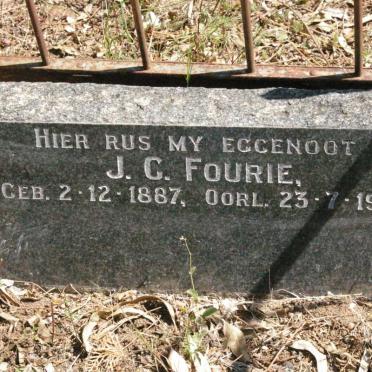 HIER RUS MY EGGENOOT
J. G. FOURIE,
GEB. 2-12-1887, OORL. 23-7-19